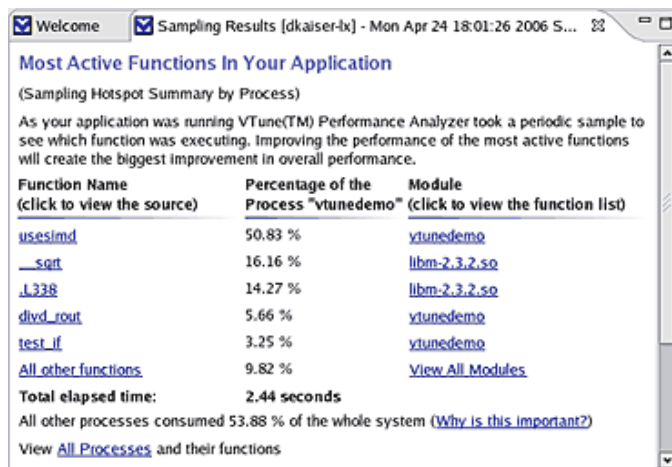 Welcome
Sampling Results [dkaiser-lx] - Mon Apr 24 18:01:26 2006 S...
Most Active Functions In Your Application
(Sampling Hotspot Summary by Process)
As your application was running VTune(TM) Performance Analyzer took a periodic sample to
see which function was executing. Improving the performance of the most active functions
will create the biggest improvement in overall performance.
Function Name Percentage of the Module
(click to view the source) Process "vtunedemo" (click to view the function list)
usesimd 50.83 % vtunedemo
__sqrt 16.16 % libm-2.3.2.so
.L338 14.27 % libm-2.3.2.so
divd_rout 5.66 % vtunedemo
test_if 3.25 % vtunedemo
All other functions 9.82 % View All Modules
Total elapsed time: 2.44 seconds
All other processes consumed 53.88 % of the whole system (Why is this important?)
View All Processes and their functions